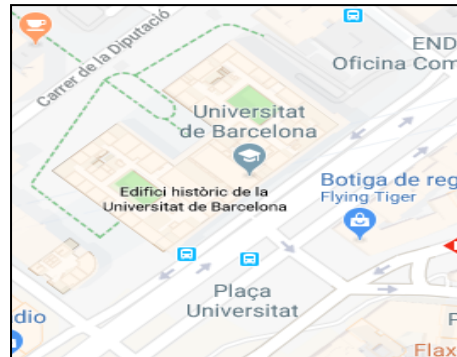 END
Oficina Com
Carrer de la Diputació
Universitat
de Barcelona
Edifici històric de la
Universitat de Barcelona
Botiga de reg
Flying Tiger
Plaça
Universitat
dio
F
Flax